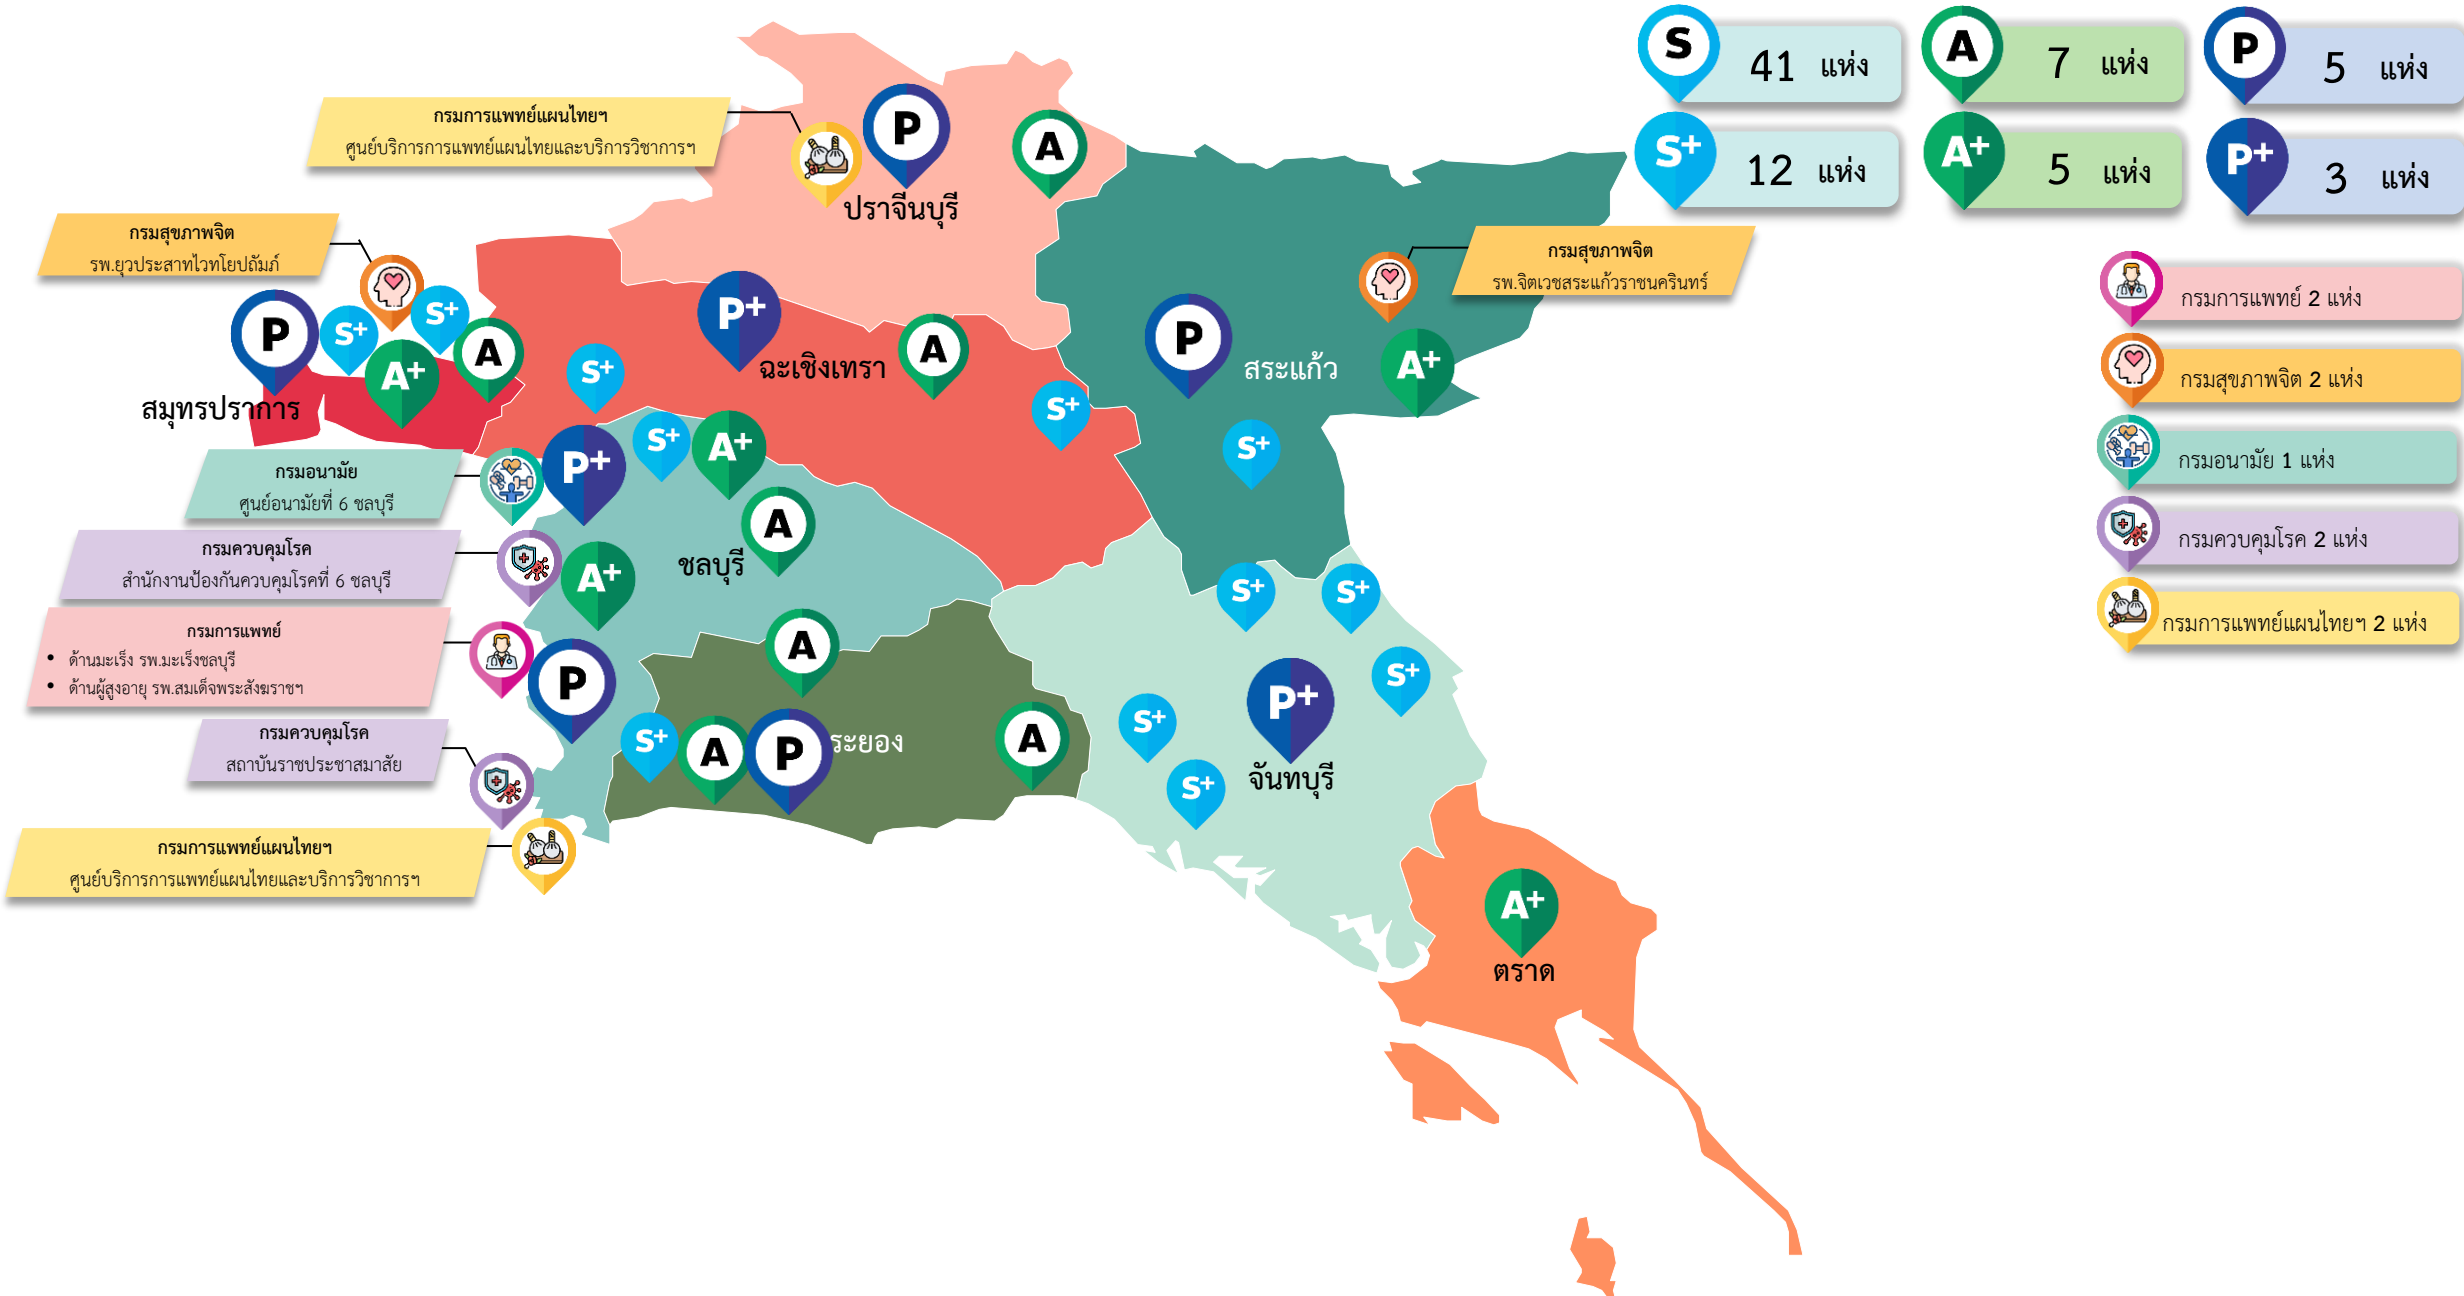 S 41 แห่ง
A 7 แห่ง
P 5 แห่ง
S+ 12 แห่ง
A+ 5 แห่ง
P+ 3 แห่ง
กรมการแพทย์ 2 แห่ง
กรมสุขภาพจิต 2 แห่ง
กรมอนามัย 1 แห่ง
กรมควบคุมโรค 2 แห่ง
กรมการแพทย์แผนไทยฯ 2 แห่ง
กรมการแพทย์แผนไทยฯ
ศูนย์บริการการแพทย์แผนไทยและบริการวิชาการฯ
P
A
ปราจีนบุรี
กรมสุขภาพจิต
รพ.ยุวประสาทไวทโยปถัมภ์
P
S+
S+
A+
A
สมุทรปราการ
กรมสุขภาพจิต
รพ.จิตเวชสระแก้วราชนครินทร์
P
สระแก้ว
A+
S+
P+
ฉะเชิงเทรา
A
S+
S+
กรมอนามัย
ศูนย์อนามัยที่ 6 ชลบุรี
P+
S+
A+
A
ชลบุรี
กรมควบคุมโรค
สำนักงานป้องกันควบคุมโรคที่ 6 ชลบุรี
A+
กรมการแพทย์
• ด้านมะเร็ง รพ.มะเร็งชลบุรี
• ด้านผู้สูงอายุ รพ.สมเด็จพระสังฆราชฯ
P
กรมควบคุมโรค
สถาบันราชประชาสมาสัย
กรมการแพทย์แผนไทยฯ
ศูนย์บริการการแพทย์แผนไทยและบริการวิชาการฯ
A
S+
A
P
ระยอง
A
S+
S+
S+
S+
S+
P+
จันทบุรี
A+
ตราด